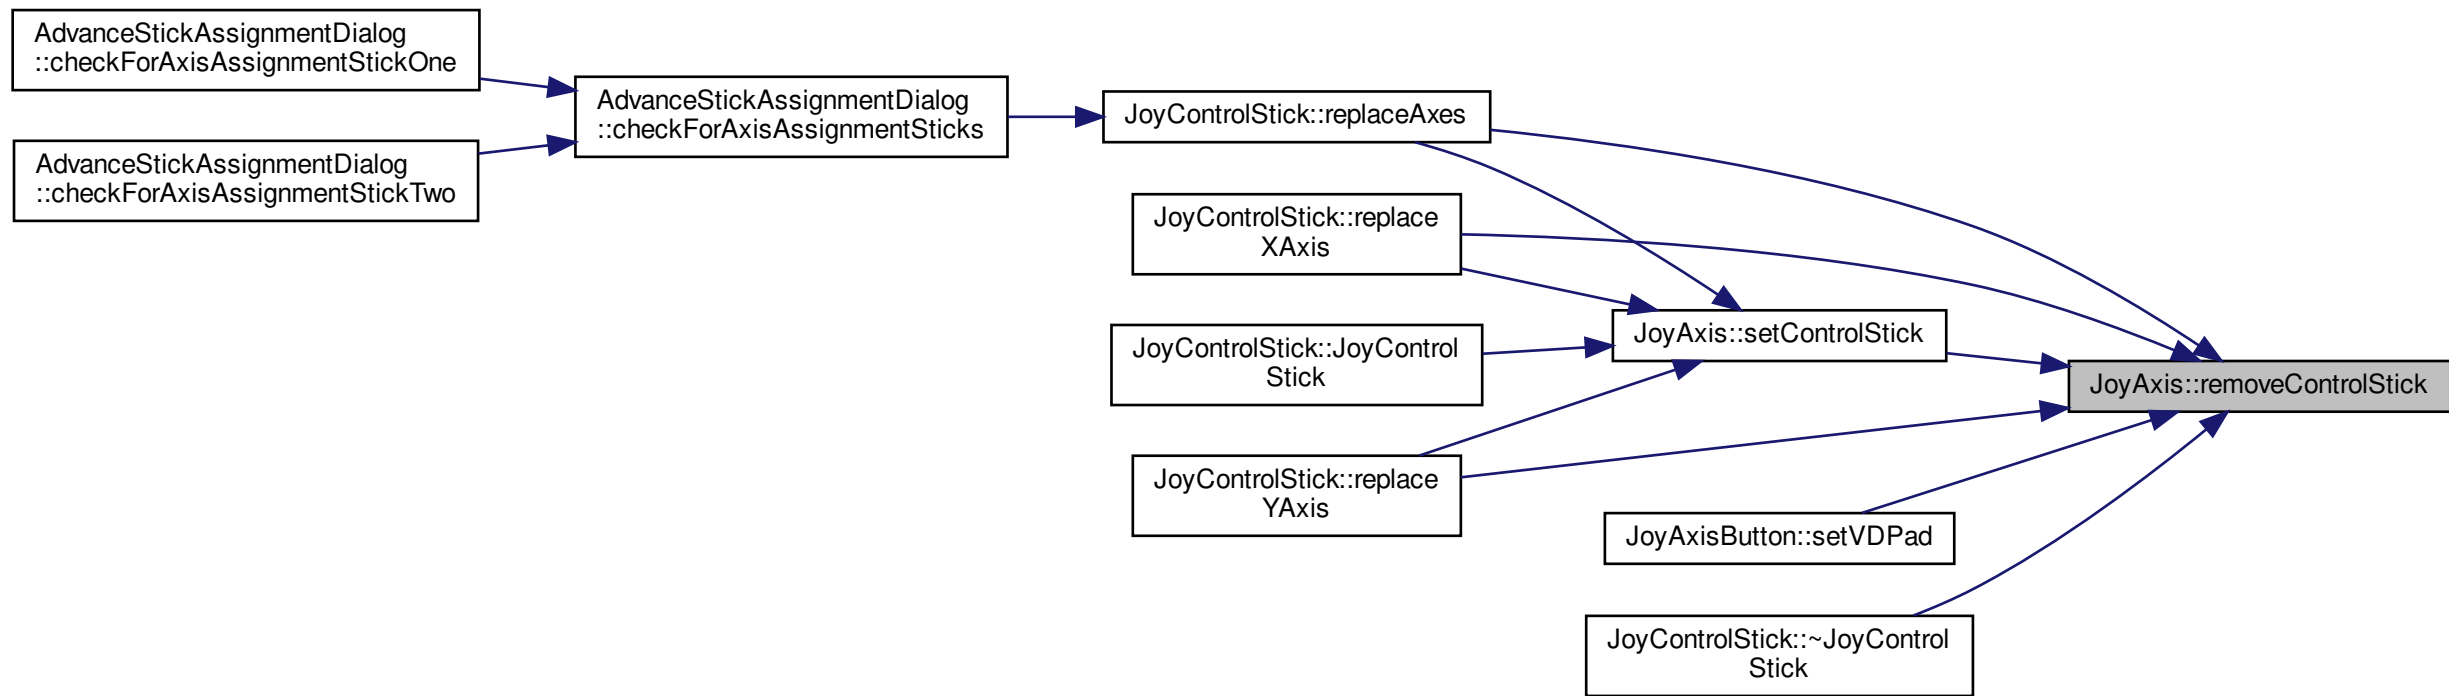 AdvanceStickAssignmentDialog
::checkForAxisAssignmentStickOne
AdvanceStickAssignmentDialog
::checkForAxisAssignmentStickTwo
AdvanceStickAssignmentDialog
::checkForAxisAssignmentSticks
JoyControlStick::replaceAxes
JoyControlStick::replace
XAxis
JoyControlStick::JoyControl
Stick
JoyControlStick::replace
YAxis
JoyAxis::setControlStick
JoyAxisButton::setVDPad
JoyControlStick::~JoyControl
Stick
JoyAxis::removeControlStick